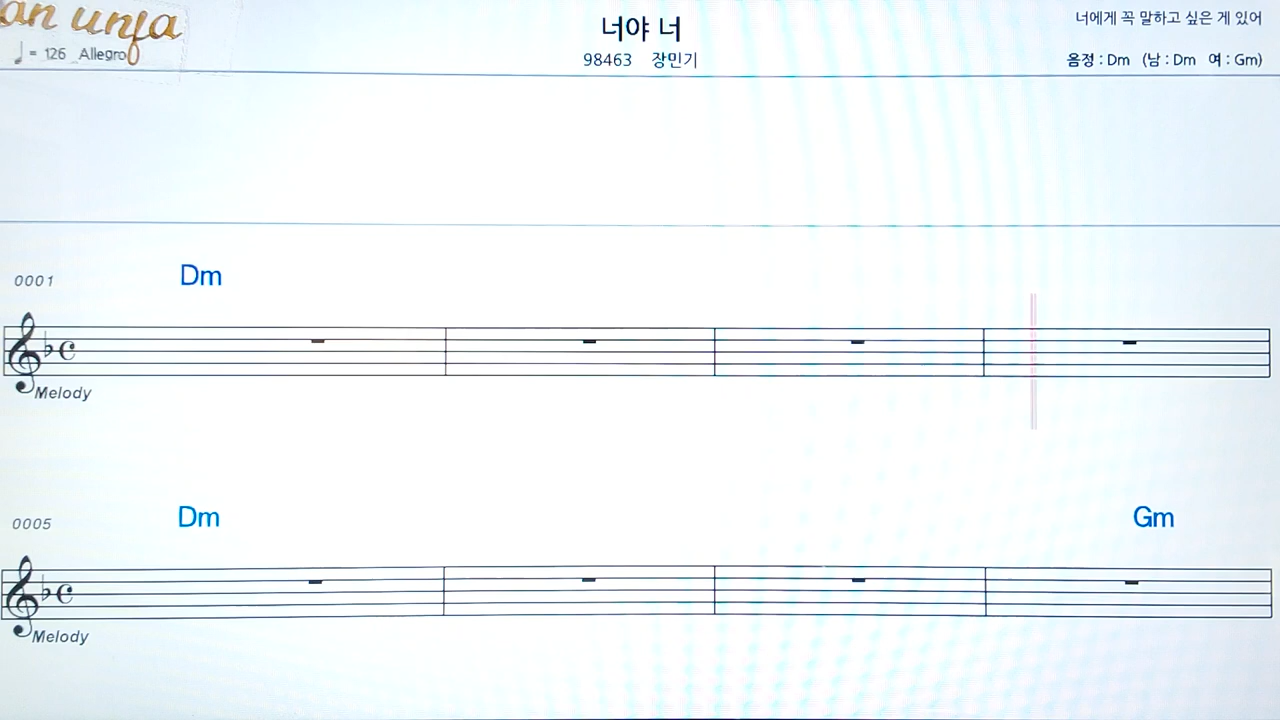 an unfa
♩ = 126 Allegro
너야 너
98463 장민기
너에게 꼭 말하고 싶은 게 있어
음정 : Dm (남 : Dm 여 : Gm)
0001 Dm
Melody
0005 Dm Gm
Melody